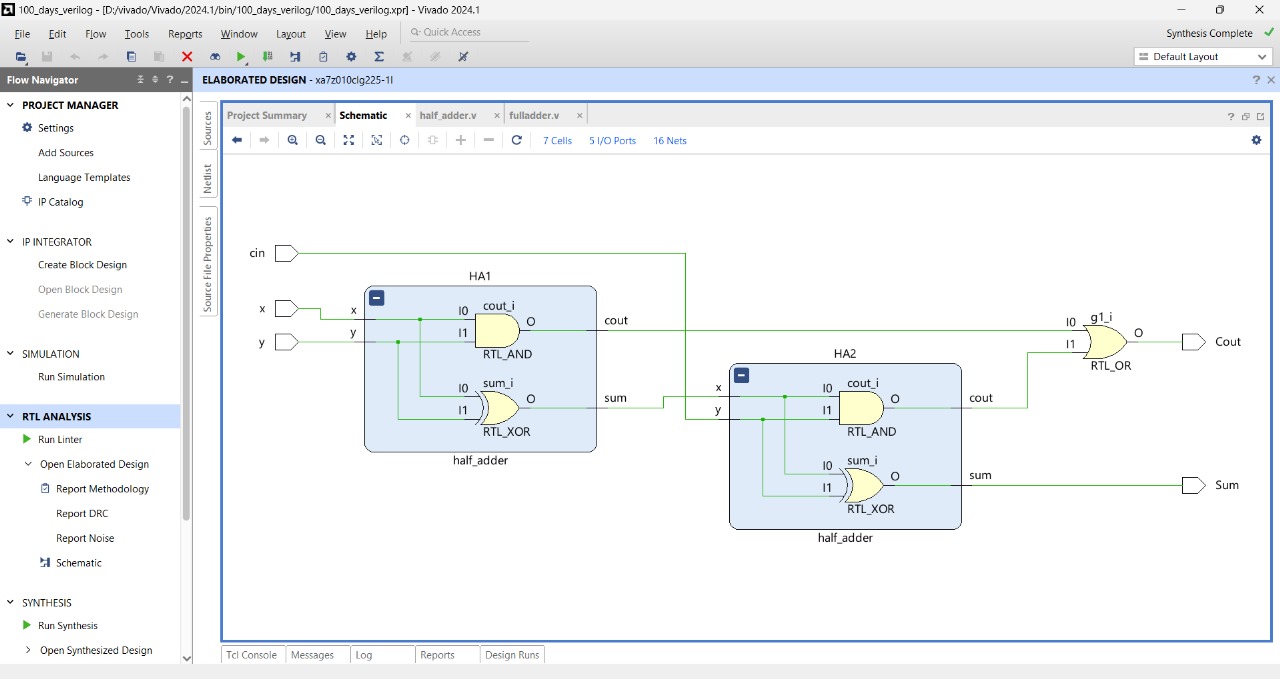 100_days_verilog - [D:/vivado/Vivado/2024.1/bin/100_days_verilog/100_days_verilog.xpr] - Vivado 2024.1
File Edit Flow Tools Reports Window Layout View Help Quick Access Synthesis Complete
Default Layout
Flow Navigator
ELABORATED DESIGN - xa7z010clg225-1I
PROJECT MANAGER
Settings
Add Sources
Language Templates
IP Catalog
IP INTEGRATOR
Create Block Design
Open Block Design
Generate Block Design
SIMULATION
Run Simulation
RTL ANALYSIS
Run Linter
Open Elaborated Design
Report Methodology
Report DRC
Report Noise
Schematic
SYNTHESIS
Run Synthesis
Open Synthesized Design
Sources
Netlist
Source File Properties
Project Summary Schematic half_adder.v fulladder.v
7 Cells 5 I/O Ports 16 Nets
cin
x
y
HA1
x
y
I0
I1
cout_i
O
RTL_AND
cout
I0
I1
sum_i
O
RTL_XOR
sum
half_adder
HA2
x
y
I0
I1
cout_i
O
RTL_AND
cout
I0
I1
sum_i
O
RTL_XOR
sum
half_adder
I0
I1
g1_i
O
RTL_OR
Cout
Sum
Tcl Console Messages Log Reports Design Runs